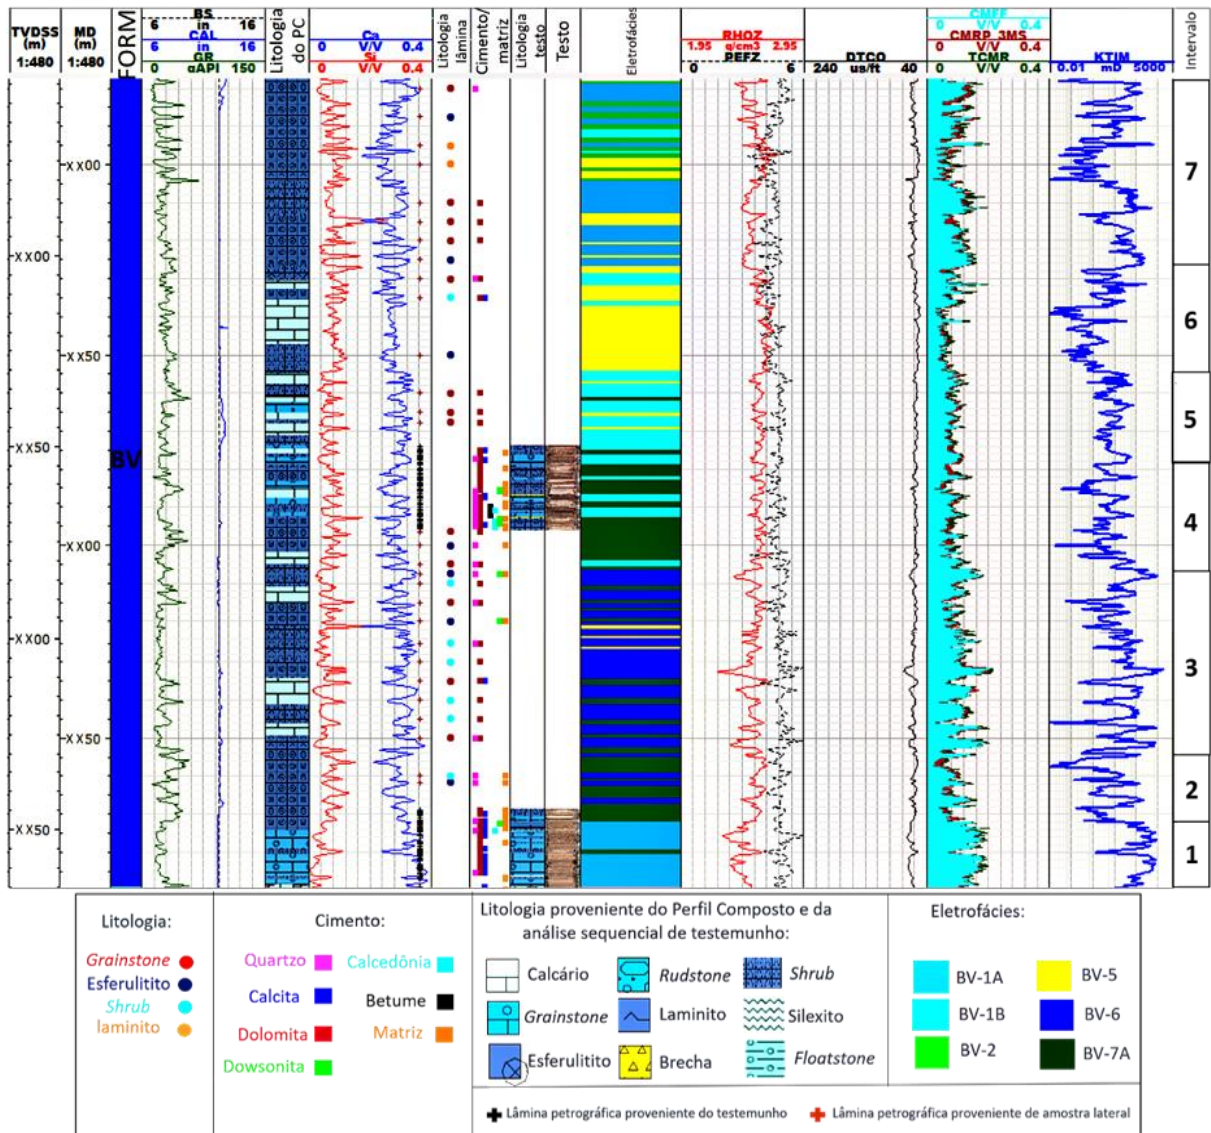 TVDSS
(m)
1:480
MD
(m)
1:480
FORM
BS
6 in 16
CAL
6 in 16
GR
0 gAPI 150
Litologia
do PC
Ca
0 V/V 0.4
Si
0 V/V 0.4
Litologia
lâmina
Cimento/
matriz
Litologia
testo
Testo
Eletrofácies
RHOZ
1.95 g/cm3 2.95
PEFZ
0 6
DTCO
240 us/ft 40
CMFF
0 V/V 0.4
CMRP_3MS
0 V/V 0.4
TCMR
0 V/V 0.4
KTIM
0.01 mD 5000
Intervalo
XX00
XX00
XX50
XX50
XX00
XX00
XX50
XX50
BV
7
6
5
4
3
2
1
Litologia:
Grainstone
Esferulitito
Shrub
laminito
Cimento:
Quartzo
Calcita
Dolomita
Dowsonita
Calcedônia
Betume
Matriz
Litologia proveniente do Perfil Composto e da
análise sequencial de testemunho:
Calcário
Rudstone
Shrub
Grainstone
Laminito
Silexito
Esferulitito
Brecha
Floatstone
Lâmina petrográfica proveniente do testemunho
Lâmina petrográfica proveniente de amostra lateral
Eletrofácies:
BV-1A
BV-5
BV-1B
BV-6
BV-2
BV-7A